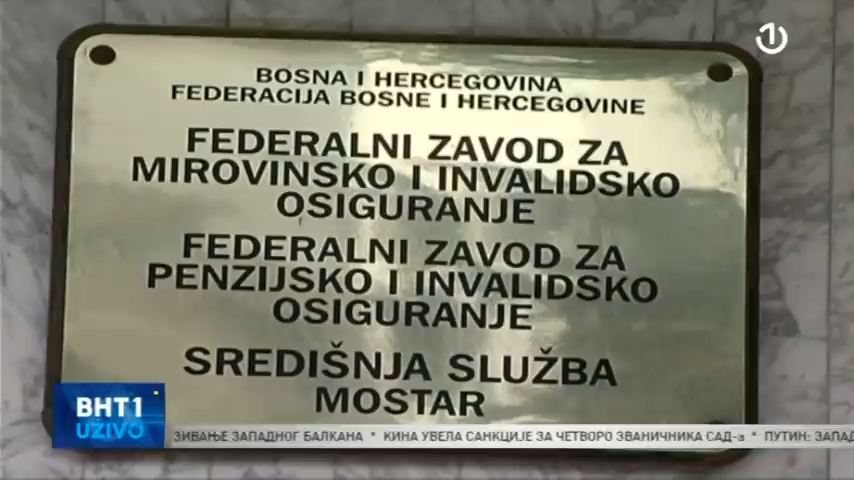 BOSNA I HERCEGOVINA
FEDERACIJA BOSNE I HERCEGOVINE
FEDERALNI ZAVOD ZA
MIROVINSKO I INVALIDSKO
OSIGURANJE
FEDERALNI ZAVOD ZA
PENZIJSKO I INVALIDSKO
OSIGURANJE
SREDIŠNJA SLUŽBA
MOSTAR
BHT1
UŽIVO
ЗИВАЊЕ ЗАПАДНОГ БАЛКАНА * КИНА УВЕЛА САНКЦИЈЕ ЗА ЧЕТВОРО ЗВАНИЧНИКА САД-а * ПУТИН: ЗАПАД